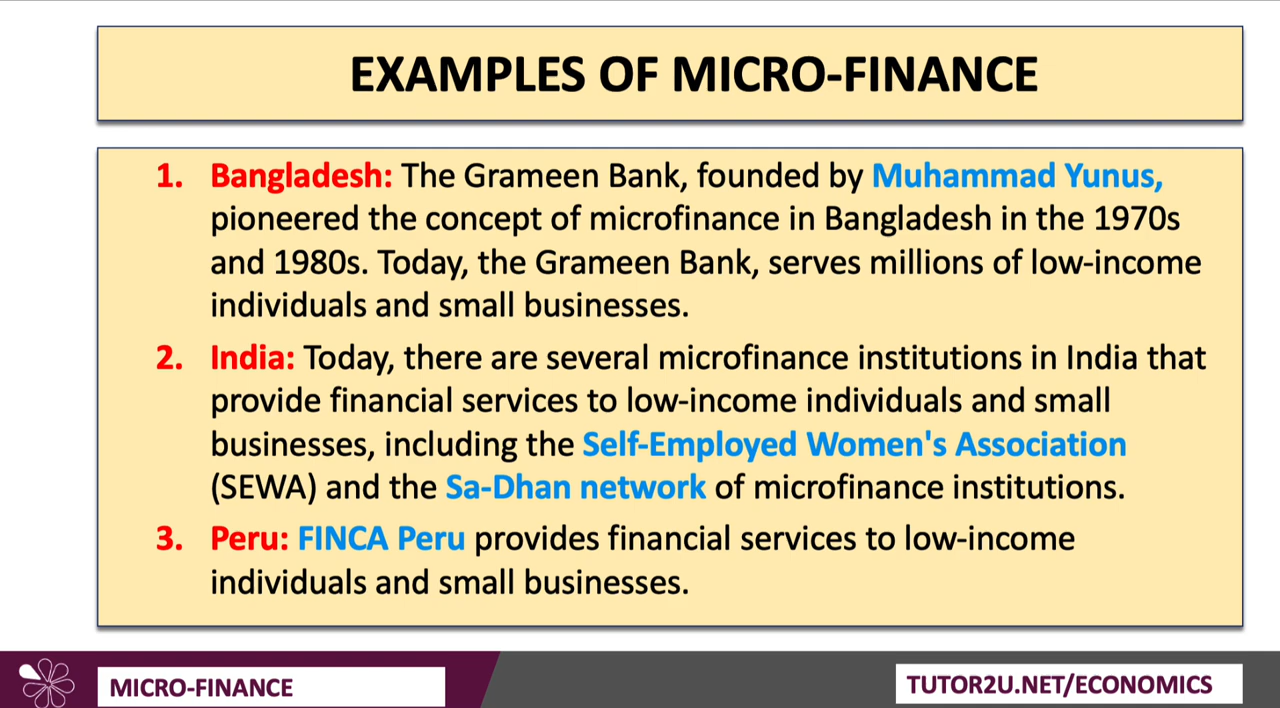 EXAMPLES OF MICRO-FINANCE
1. Bangladesh: The Grameen Bank, founded by Muhammad Yunus,
pioneered the concept of microfinance in Bangladesh in the 1970s
and 1980s. Today, the Grameen Bank, serves millions of low-income
individuals and small businesses.
2. India: Today, there are several microfinance institutions in India that
provide financial services to low-income individuals and small
businesses, including the Self-Employed Women's Association
(SEWA) and the Sa-Dhan network of microfinance institutions.
3. Peru: FINCA Peru provides financial services to low-income
individuals and small businesses.
MICRO-FINANCE
TUTOR2U.NET/ECONOMICS